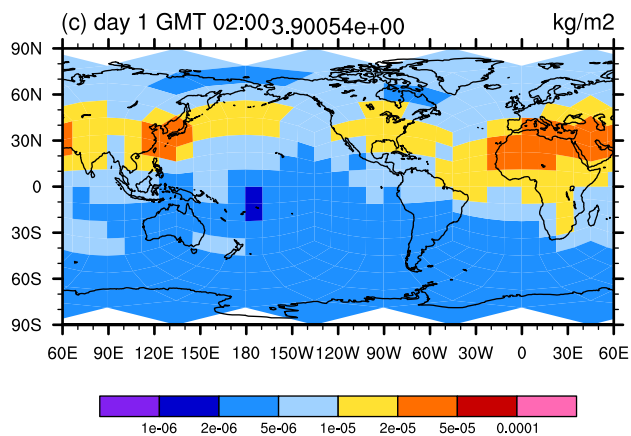 (c) day 1 GMT 02:00 3.90054e+00 kg/m2
90N
60N
30N
0
30S
60S
90S
60E 90E 120E 150E 180 150W 120W 90W 60W 30W 0 30E 60E
1e-06 2e-06 5e-06 1e-05 2e-05 5e-05 0.0001